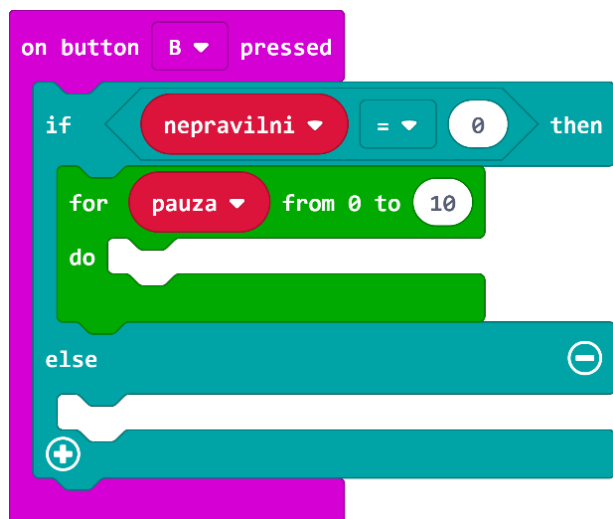 on button B pressed
if nepravilni = 0 then
for pauza from 0 to 10
do
else